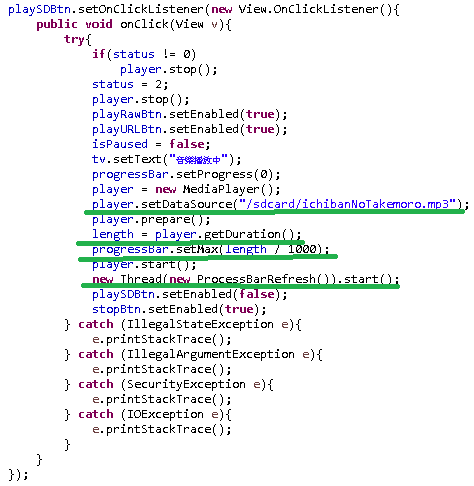 playSDBtn.setOnClickListener(new View.OnClickListener(){
public void onClick(View v){
try{
if(status != 0)
player.stop();
status = 2;
player.stop();
playRawBtn.setEnabled(true);
playURLBtn.setEnabled(true);
isPaused = false;
tv.setText("音樂播放中");
progressBar.setProgress(0);
player = new MediaPlayer();
player.setDataSource("/sdcard/ichibanNoTakemoro.mp3");
player.prepare();
length = player.getDuration();
progressBar.setMax(length / 1000);
player.start();
new Thread(new ProcessBarRefresh()).start();
playSDBtn.setEnabled(false);
stopBtn.setEnabled(true);
} catch (IllegalStateException e){
e.printStackTrace();
} catch (IllegalArgumentException e){
e.printStackTrace();
} catch (SecurityException e){
e.printStackTrace();
} catch (IOException e){
e.printStackTrace();
}
}
});